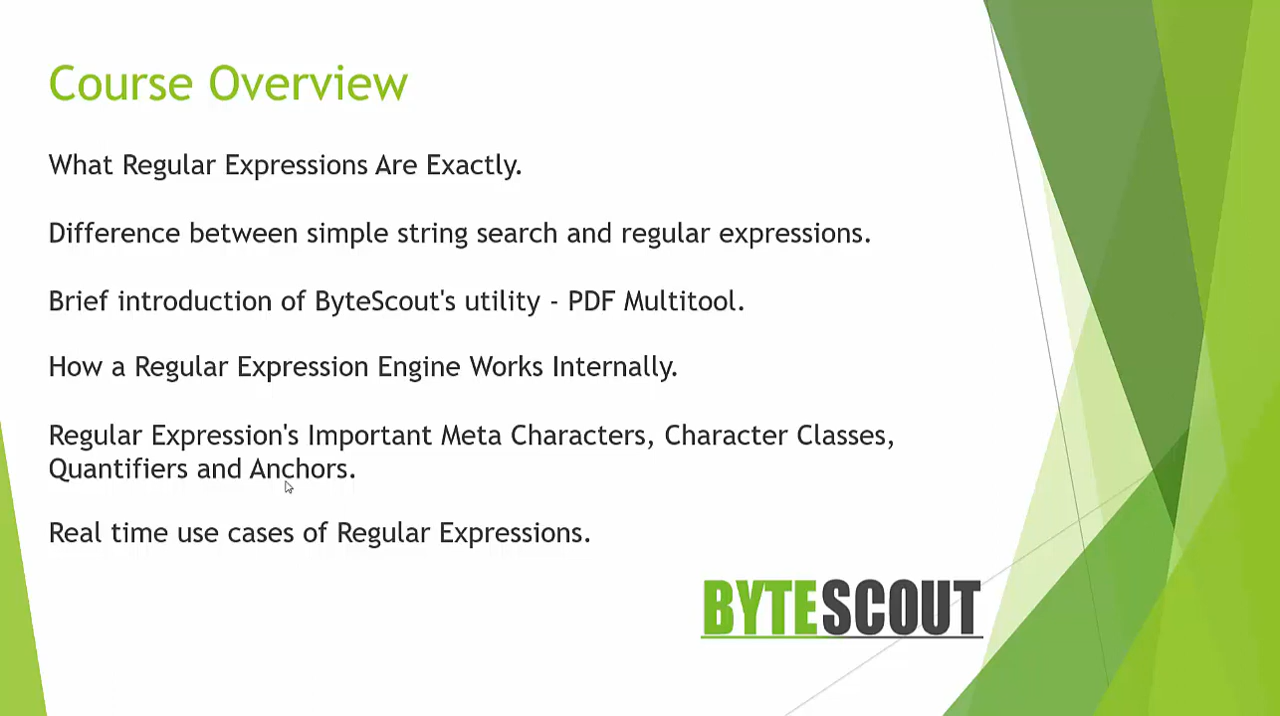 Course Overview
What Regular Expressions Are Exactly.
Difference between simple string search and regular expressions.
Brief introduction of ByteScout's utility - PDF Multitool.
How a Regular Expression Engine Works Internally.
Regular Expression's Important Meta Characters, Character Classes,
Quantifiers and Anchors.
Real time use cases of Regular Expressions.
BYTESCOUT